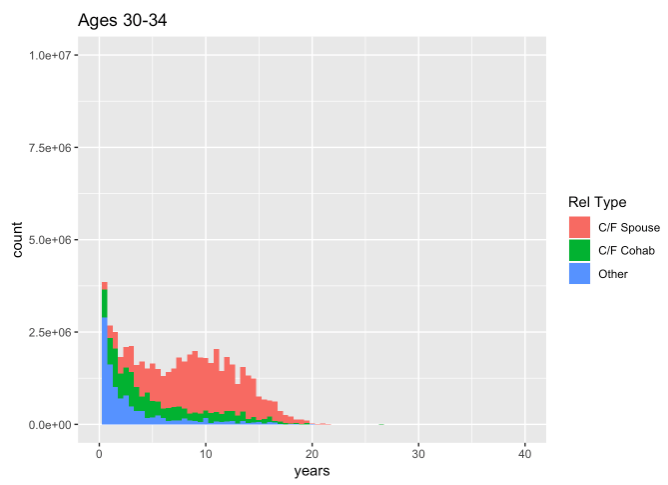 Ages 30-34
1.0e+07
7.5e+06
5.0e+06
2.5e+06
0.0e+00
count
0 10 20 30 40
years
Rel Type
C/F Spouse
C/F Cohab
Other